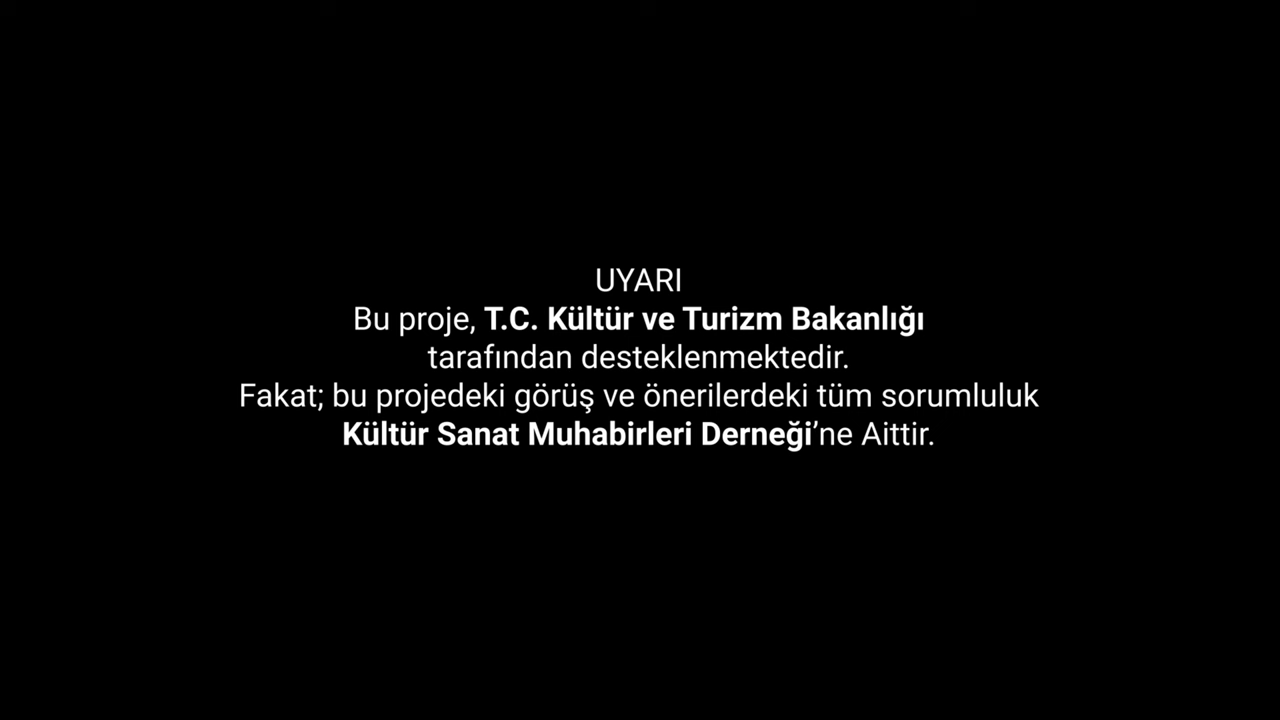 UYARI
Bu proje, T.C. Kültür ve Turizm Bakanlığı
tarafından desteklenmektedir.
Fakat; bu projedeki görüş ve önerilerdeki tüm sorumluluk
Kültür Sanat Muhabirleri Derneği’ne Aittir.